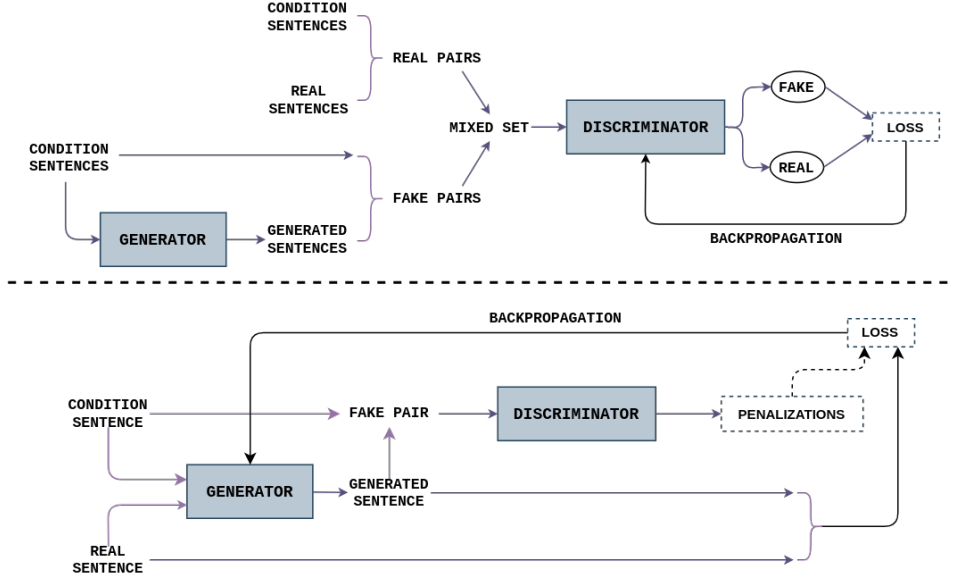 CONDITION
SENTENCES
REAL PAIRS
REAL
SENTENCES
MIXED SET
DISCRIMINATOR
FAKE
REAL
LOSS
CONDITION
SENTENCES
FAKE PAIRS
GENERATOR
GENERATED
SENTENCES
BACKPROPAGATION
BACKPROPAGATION
LOSS
CONDITION
SENTENCE
FAKE PAIR
DISCRIMINATOR
PENALIZATIONS
GENERATOR
GENERATED
SENTENCE
REAL
SENTENCE